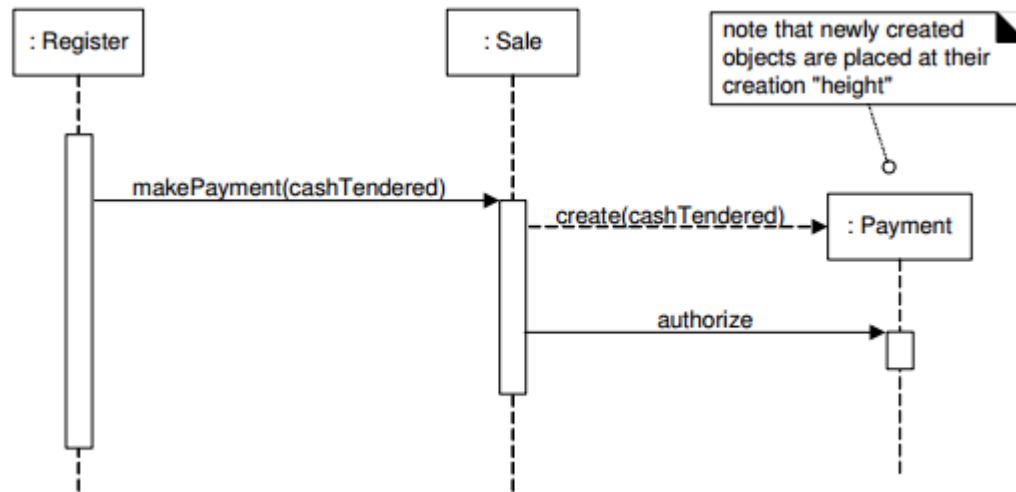 : Register
: Sale
note that newly created
objects are placed at their
creation "height"
makePayment(cashTendered)
create(cashTendered)
: Payment
authorize